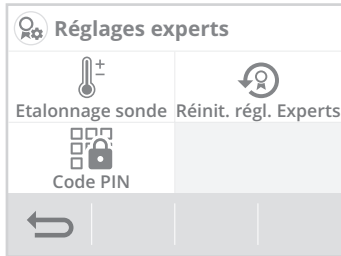 Réglages experts
Etalonnage sonde Réinit. régl. Experts
Code PIN